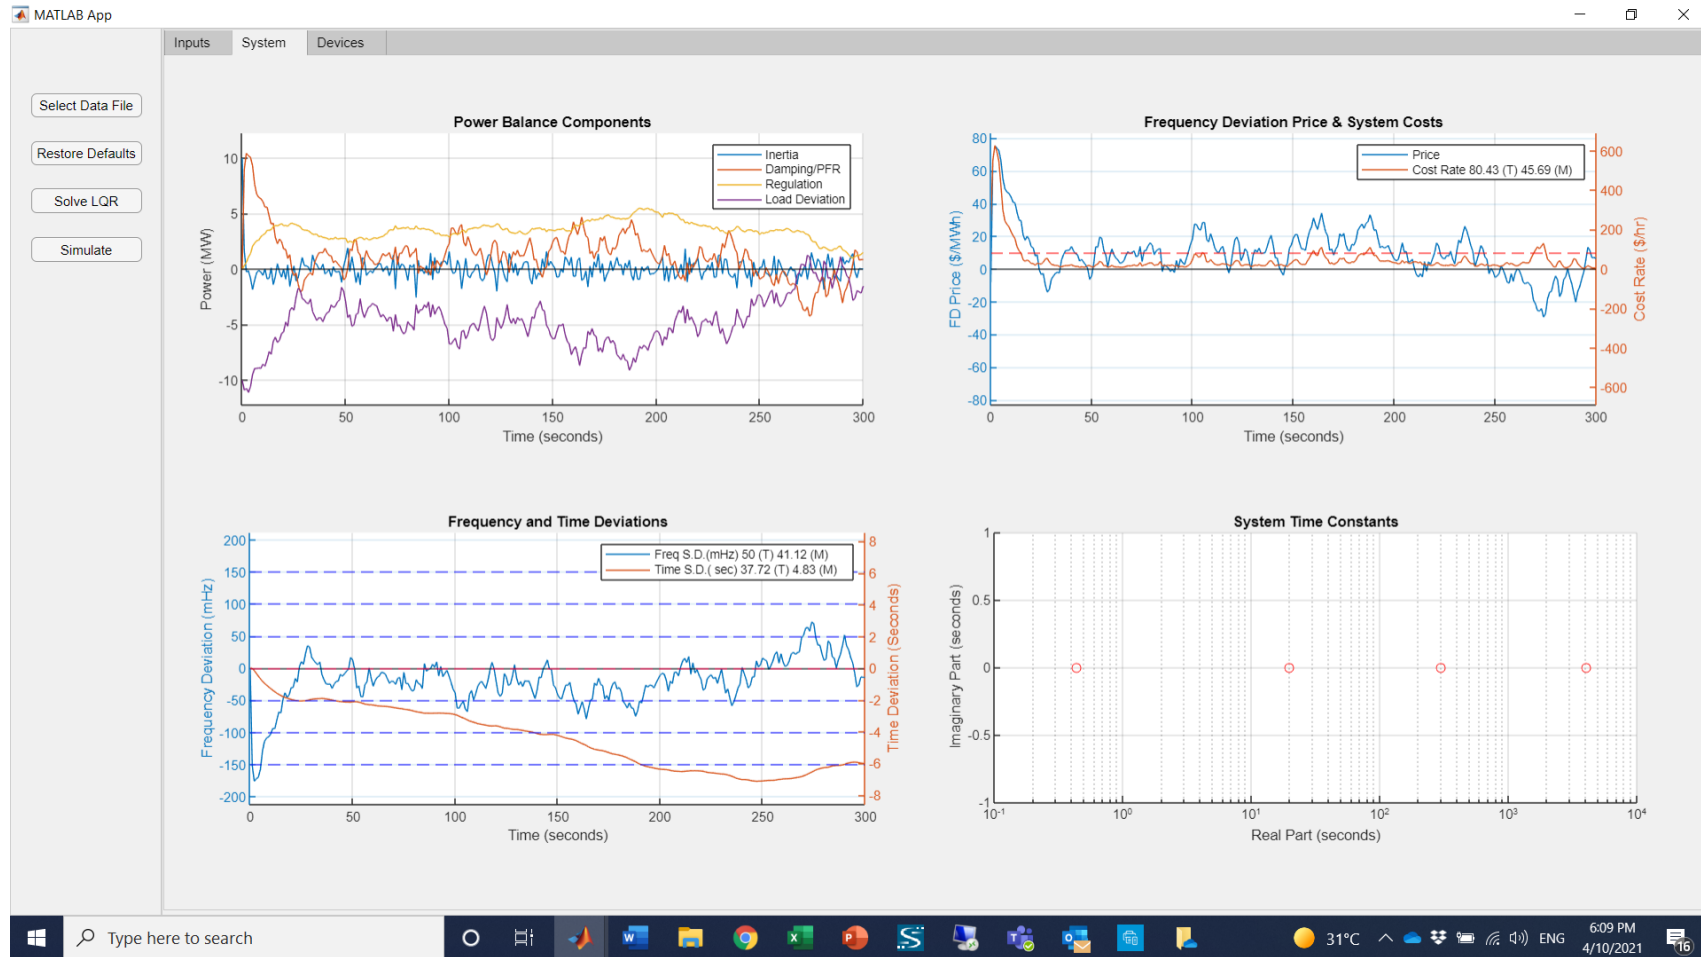 MATLAB App
Inputs
System
Devices
Select Data File
Restore Defaults
Solve LQR
Simulate
Power Balance Components
Inertia
Damping/PFR
Regulation
Load Deviation
Power (MW)
10
5
0
-5
-10
0 50 100 150 200 250 300
Time (seconds)
Frequency Deviation Price & System Costs
Price
Cost Rate 80.43 (T) 45.69 (M)
FD Price ($/MWh)
80
60
40
20
0
-20
-40
-60
-80
600
400
200
0
-200
-400
-600
Cost Rate ($/hr)
0 50 100 150 200 250 300
Time (seconds)
Frequency and Time Deviations
Freq S.D.(mHz) 50 (T) 41.12 (M)
Time S.D.( sec) 37.72 (T) 4.83 (M)
Frequency Deviation (mHz)
200
150
100
50
0
-50
-100
-150
-200
8
6
4
2
0
-2
-4
-6
-8
Time Deviation (Seconds)
0 50 100 150 200 250 300
Time (seconds)
System Time Constants
Imaginary Part (seconds)
1
0.5
0
-0.5
-1
10-1 100 101 102 103 104
Real Part (seconds)
Type here to search
31°C
ENG
6:09 PM
4/10/2021
16